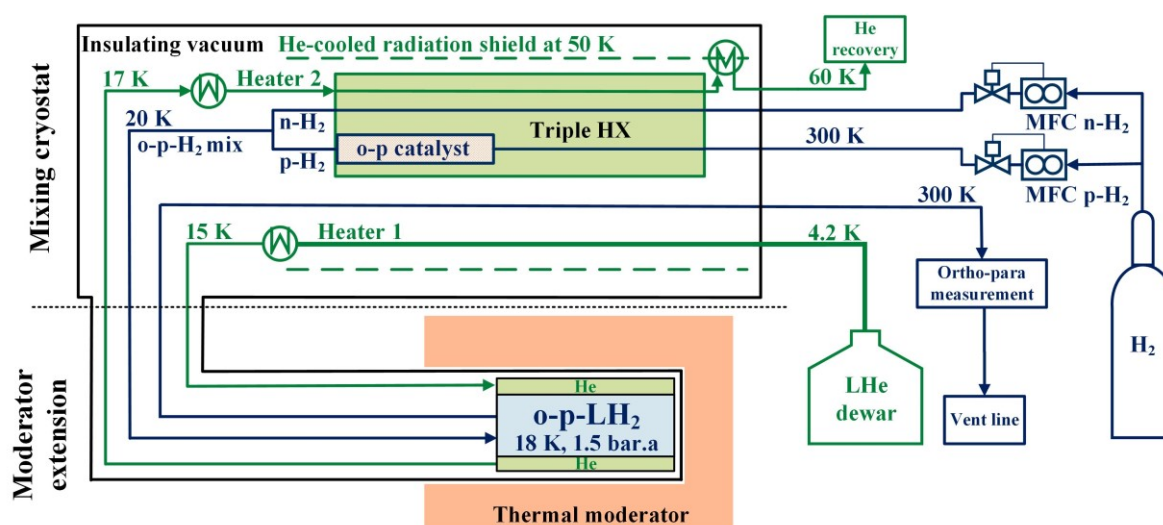 Mixing cryostat
Insulating vacuum
He-cooled radiation shield at 50 K
He
recovery
17 K
Heater 2
60 K
20 K
n-H₂
MFC n-H₂
o-p-H₂ mix
Triple HX
p-H₂
o-p catalyst
300 K
MFC p-H₂
300 K
15 K
Heater 1
4.2 K
Ortho-para
measurement
H₂
Moderator
extension
He
o-p-LH₂
18 K, 1.5 bar.a
He
LHe
dewar
Vent line
Thermal moderator